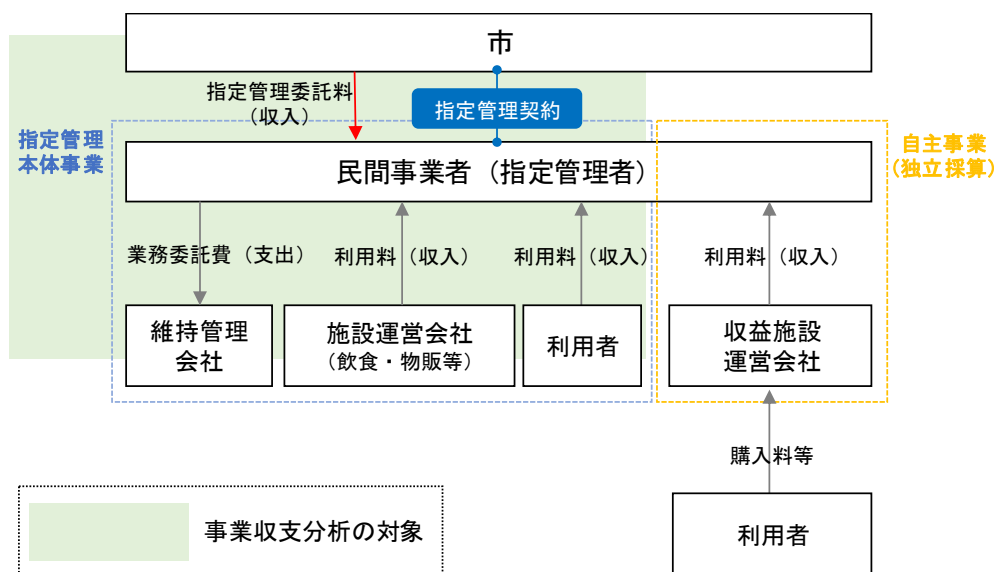 市
指定管理委託料
（収入）
指定管理契約
指定管理
本体事業
自主事業
（独立採算）
民間事業者（指定管理者）
業務委託費（支出）
利用料（収入）
利用料（収入）
利用料（収入）
維持管理
会社
施設運営会社
（飲食・物販等）
利用者
収益施設
運営会社
購入料等
事業収支分析の対象
利用者